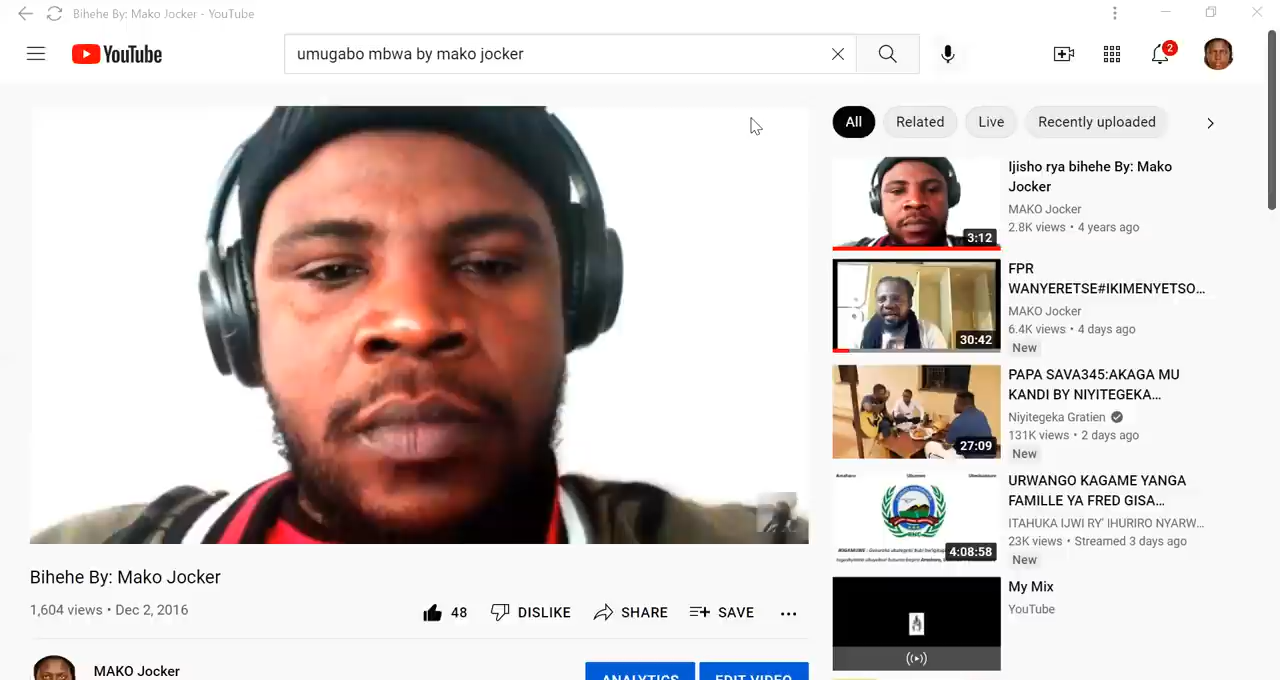 Bihehe By: Mako Jocker - YouTube
YouTube
umugabo mbwa by mako jocker
2
All
Related
Live
Recently uploaded
Ijisho rya bihehe By: Mako
Jocker
MAKO Jocker
2.8K views • 4 years ago
3:12
FPR
WANYERETSE#IKIMENYETSO...
MAKO Jocker
6.4K views • 4 days ago
New
30:42
PAPA SAVA345:AKAGA MU
KANDI BY NIYITEGEKA...
Niyitegeka Gratien
131K views • 2 days ago
New
27:09
URWANGO KAGAME YANGA
FAMILLE YA FRED GISA...
ITAHUKA IJWI RY' IHURIRO NYARW...
23K views • Streamed 3 days ago
New
4:08:58
My Mix
YouTube
Bihehe By: Mako Jocker
1,604 views • Dec 2, 2016
48
DISLIKE
SHARE
SAVE
MAKO Jocker
ANALYTICS
EDIT VIDEO